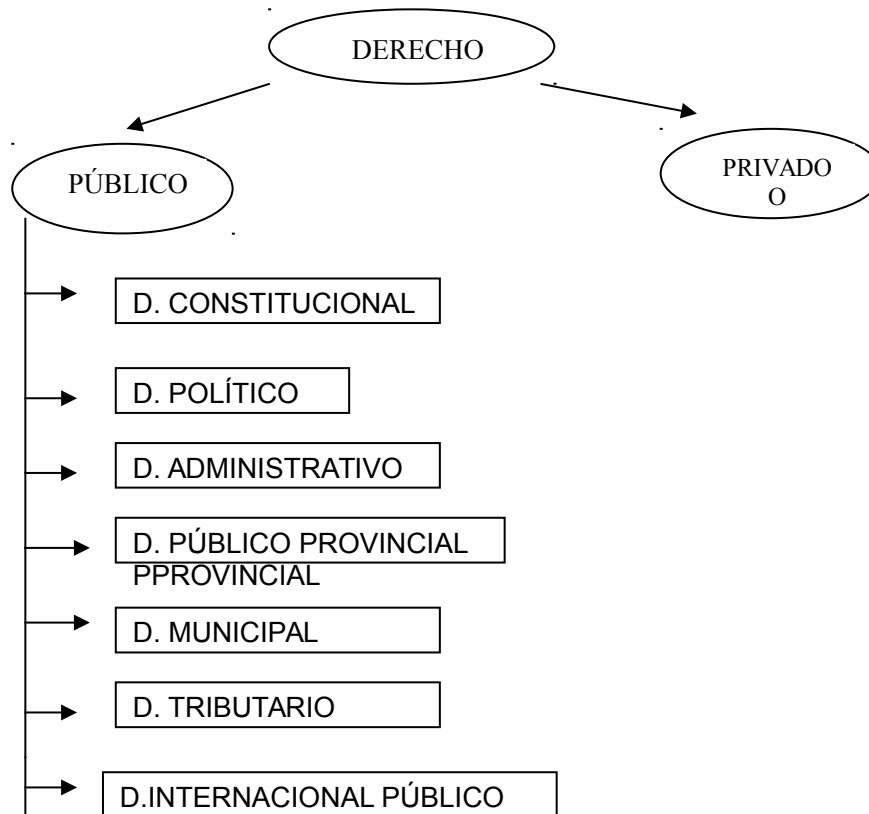 DERECHO
PÚBLICO
PRIVADO
O
D. CONSTITUCIONAL
D. POLÍTICO
D. ADMINISTRATIVO
D. PÚBLICO PROVINCIAL
PPROVINCIAL
D. MUNICIPAL
D. TRIBUTARIO
D.INTERNACIONAL PÚBLICO